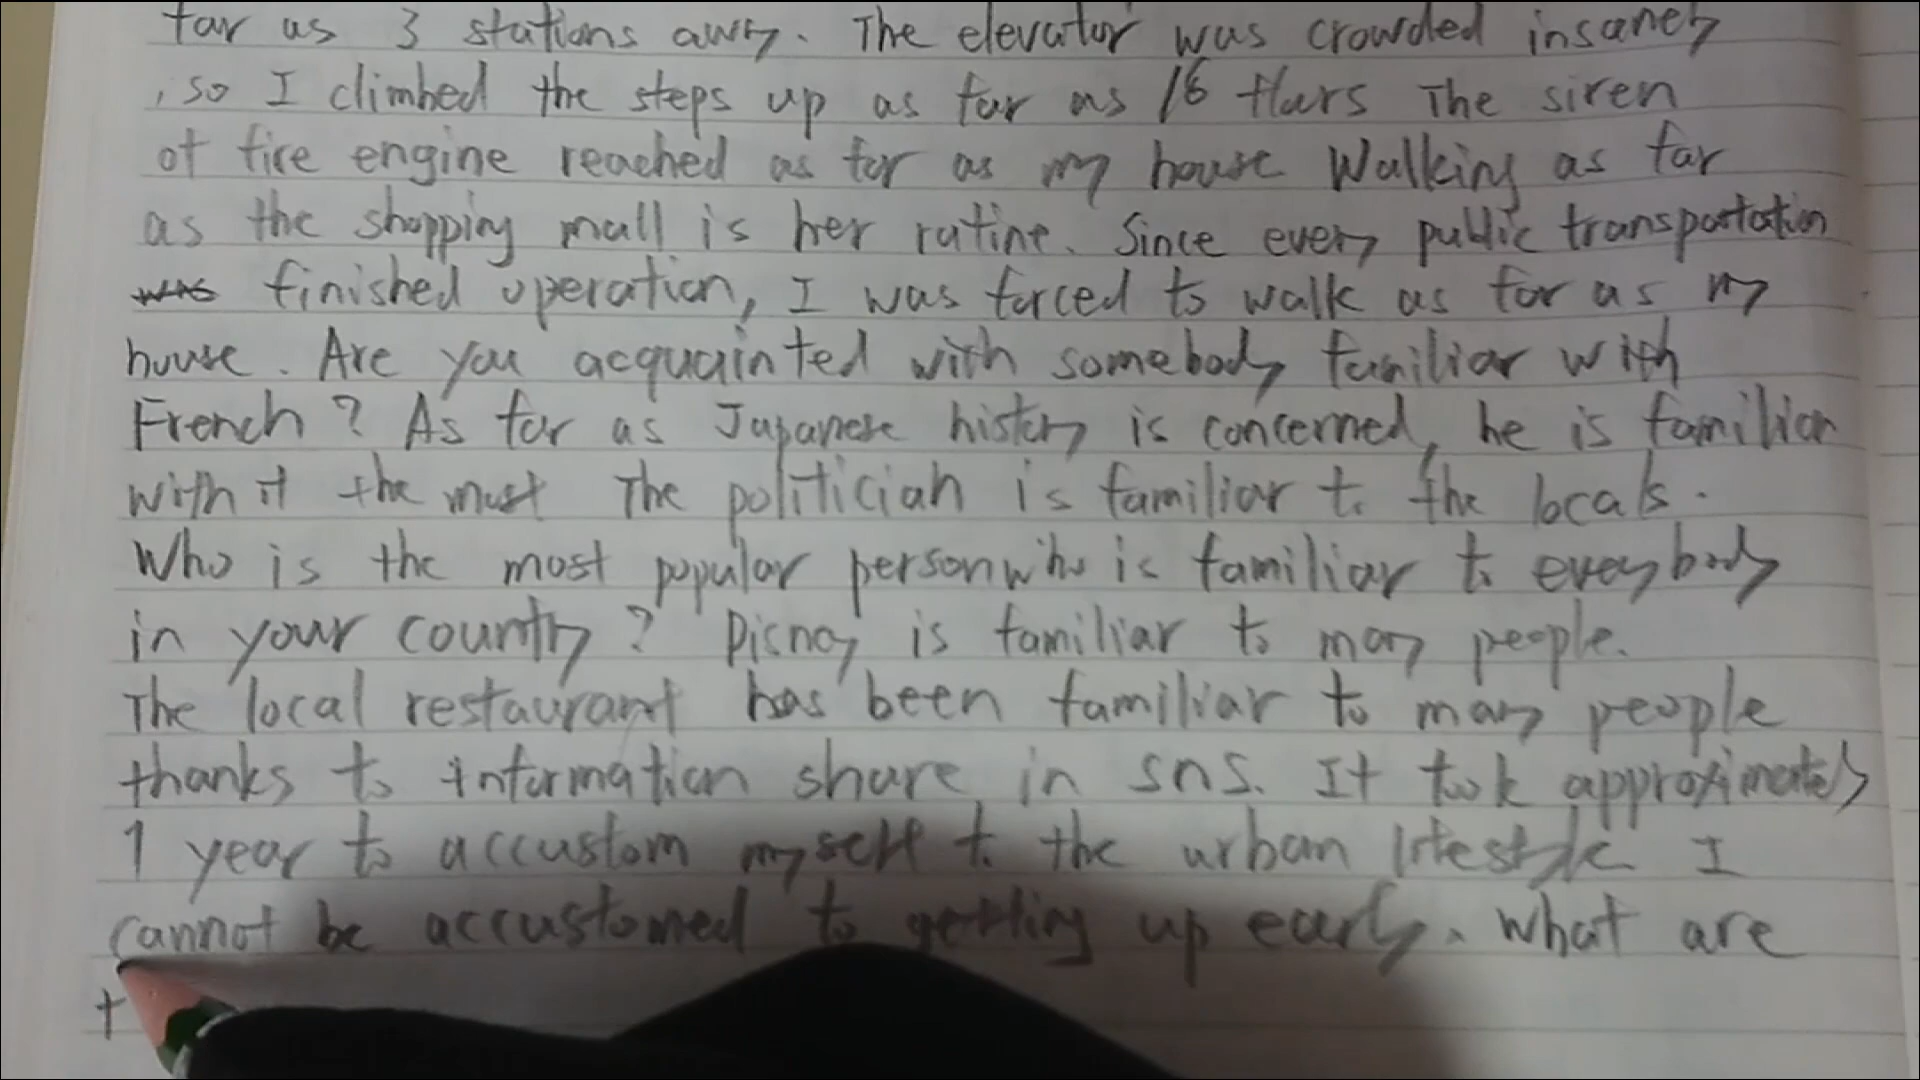 far as 3 stations away. The elevator was crowded insanely
, so I climbed the steps up as far as 16 flours The siren
of fire engine reached as far as my house Walking as far
as the shopping mall is her rutine. Since every public transportation
finished operation, I was forced to walk as far as my
house. Are you acquainted with somebody familiar with
French? As far as Japanese history is concerned, he is familiar
with it the most The politician is familiar to the locals.
Who is the most popular person who is familiar to everybody
in your country? Disney is familiar to many people.
The local restaurant has been familiar to many people
thanks to information share in SNS. It took approximately
1 year to accustom myself to the urban lifestyle I
cannot be accustomed to getting up early. What are
t